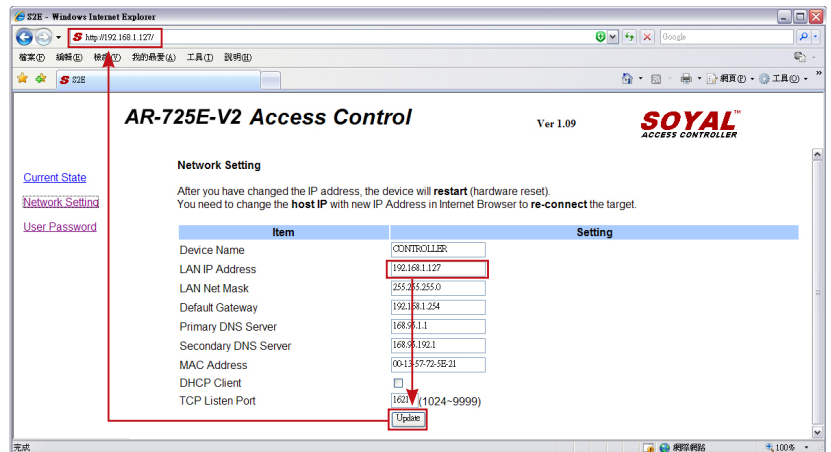 S2E - Windows Internet Explorer
http://192.168.1.127/
Google
檔案(F) 編輯(E) 檢視(V) 我的最愛(A) 工具(T) 說明(H)
S2E
網頁(P) 工具(O)
AR-725E-V2 Access Control
Ver 1.09
SOYAL™
ACCESS CONTROLLER
Current State
Network Setting
User Password
Network Setting
After you have changed the IP address, the device will restart (hardware reset).
You need to change the host IP with new IP Address in Internet Browser to re-connect the target.
Item Setting
Device Name CONTROLLER
LAN IP Address 192.168.1.127
LAN Net Mask 255.255.255.0
Default Gateway 192.168.1.254
Primary DNS Server 168.95.1.1
Secondary DNS Server 168.95.192.1
MAC Address 00-13-57-72-5E-21
DHCP Client
TCP Listen Port 1621 (1024~9999)
Update
完成
網際網路 100%